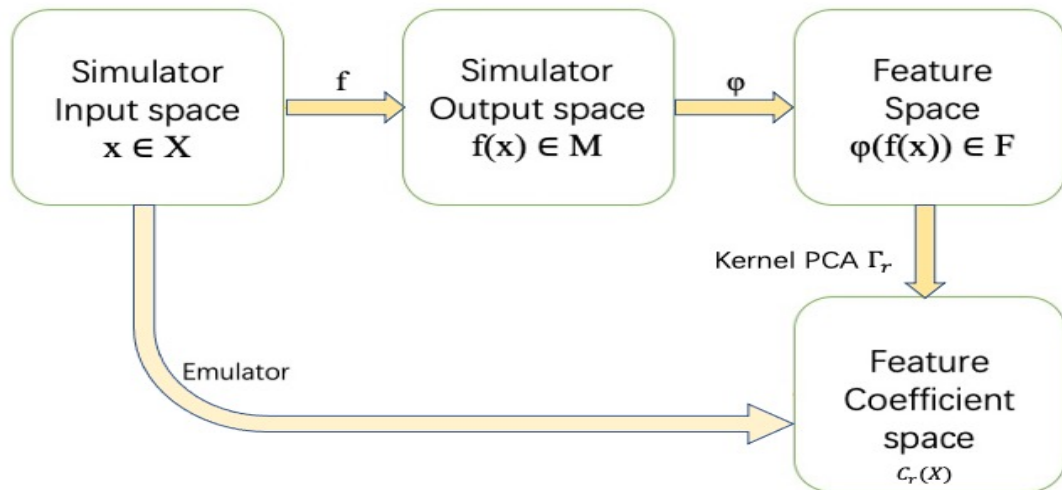 Simulator
Input space
x ∈ X
f
Simulator
Output space
f(x) ∈ M
φ
Feature
Space
φ(f(x)) ∈ F
Kernel PCA Γr
Emulator
Feature
Coefficient
space
Cr(X)